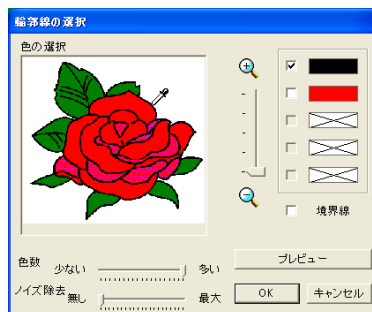 輪郭線の選択
色の選択
境界線
色数 少ない 多い
プレビュー
ノイズ除去 無し 最大
OK キャンセル